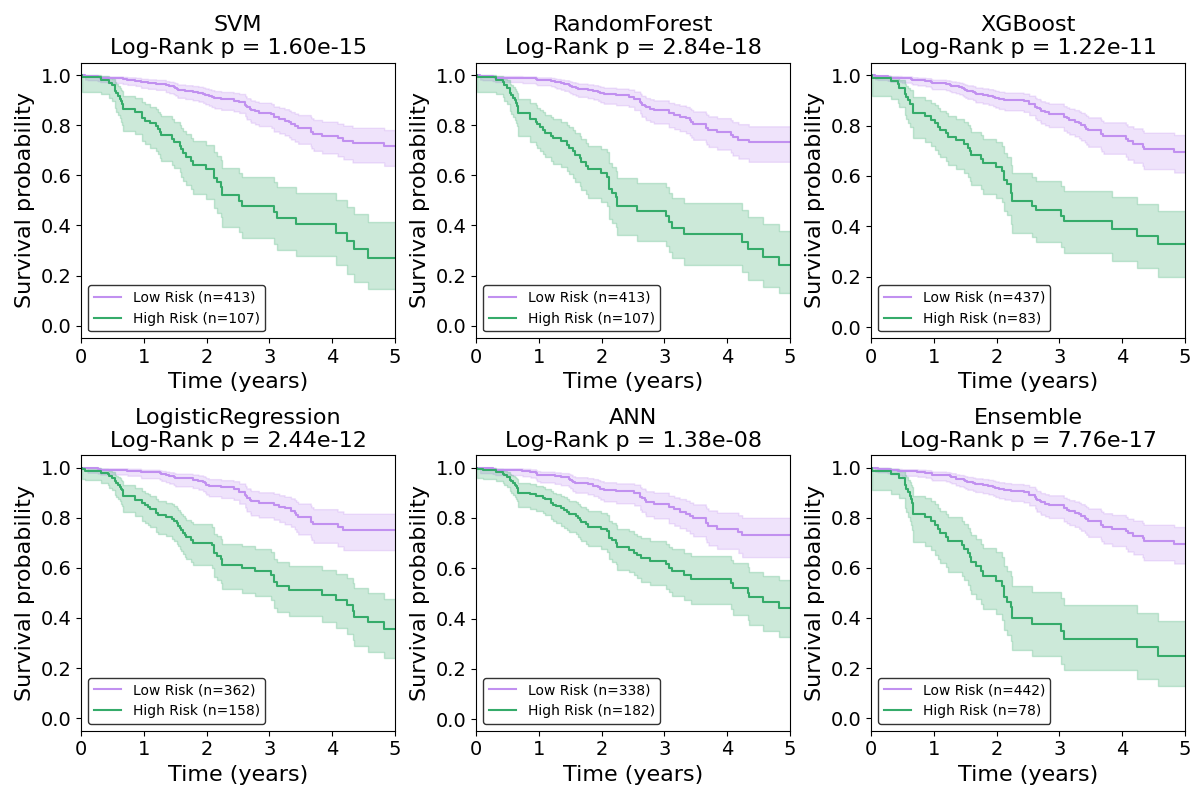 SVM
Log-Rank p = 1.60e-15
Survival probability
1.0
0.8
0.6
0.4
0.2
0.0
Low Risk (n=413)
High Risk (n=107)
0 1 2 3 4 5
Time (years)
RandomForest
Log-Rank p = 2.84e-18
Survival probability
1.0
0.8
0.6
0.4
0.2
0.0
Low Risk (n=413)
High Risk (n=107)
0 1 2 3 4 5
Time (years)
XGBoost
Log-Rank p = 1.22e-11
Survival probability
1.0
0.8
0.6
0.4
0.2
0.0
Low Risk (n=437)
High Risk (n=83)
0 1 2 3 4 5
Time (years)
LogisticRegression
Log-Rank p = 2.44e-12
Survival probability
1.0
0.8
0.6
0.4
0.2
0.0
Low Risk (n=362)
High Risk (n=158)
0 1 2 3 4 5
Time (years)
ANN
Log-Rank p = 1.38e-08
Survival probability
1.0
0.8
0.6
0.4
0.2
0.0
Low Risk (n=338)
High Risk (n=182)
0 1 2 3 4 5
Time (years)
Ensemble
Log-Rank p = 7.76e-17
Survival probability
1.0
0.8
0.6
0.4
0.2
0.0
Low Risk (n=442)
High Risk (n=78)
0 1 2 3 4 5
Time (years)